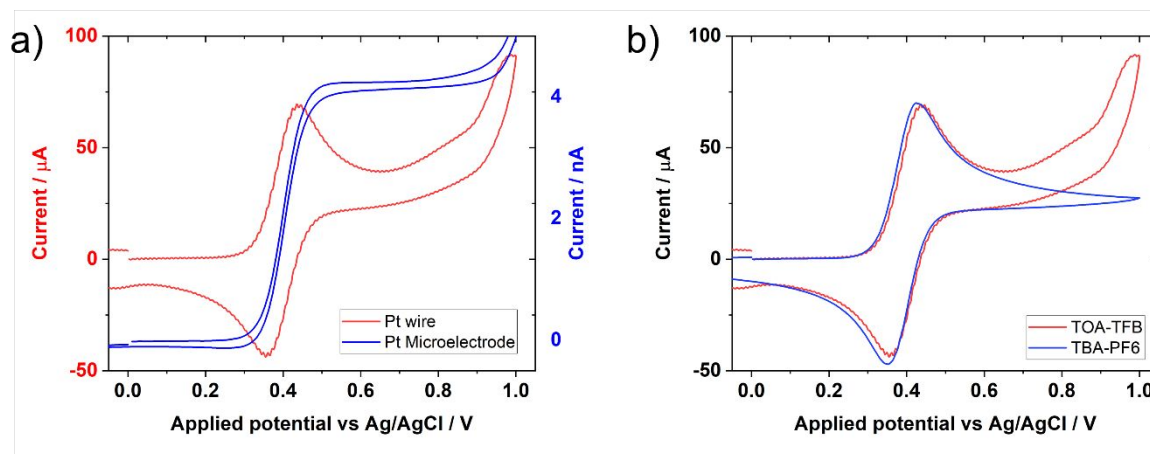 a)
100
50
0
-50
Current / μA
4
2
0
Current / nA
Pt wire
Pt Microelectrode
0.0 0.2 0.4 0.6 0.8 1.0
Applied potential vs Ag/AgCl / V
b)
100
50
0
-50
Current / μA
TOA-TFB
TBA-PF6
0.0 0.2 0.4 0.6 0.8 1.0
Applied potential vs Ag/AgCl / V